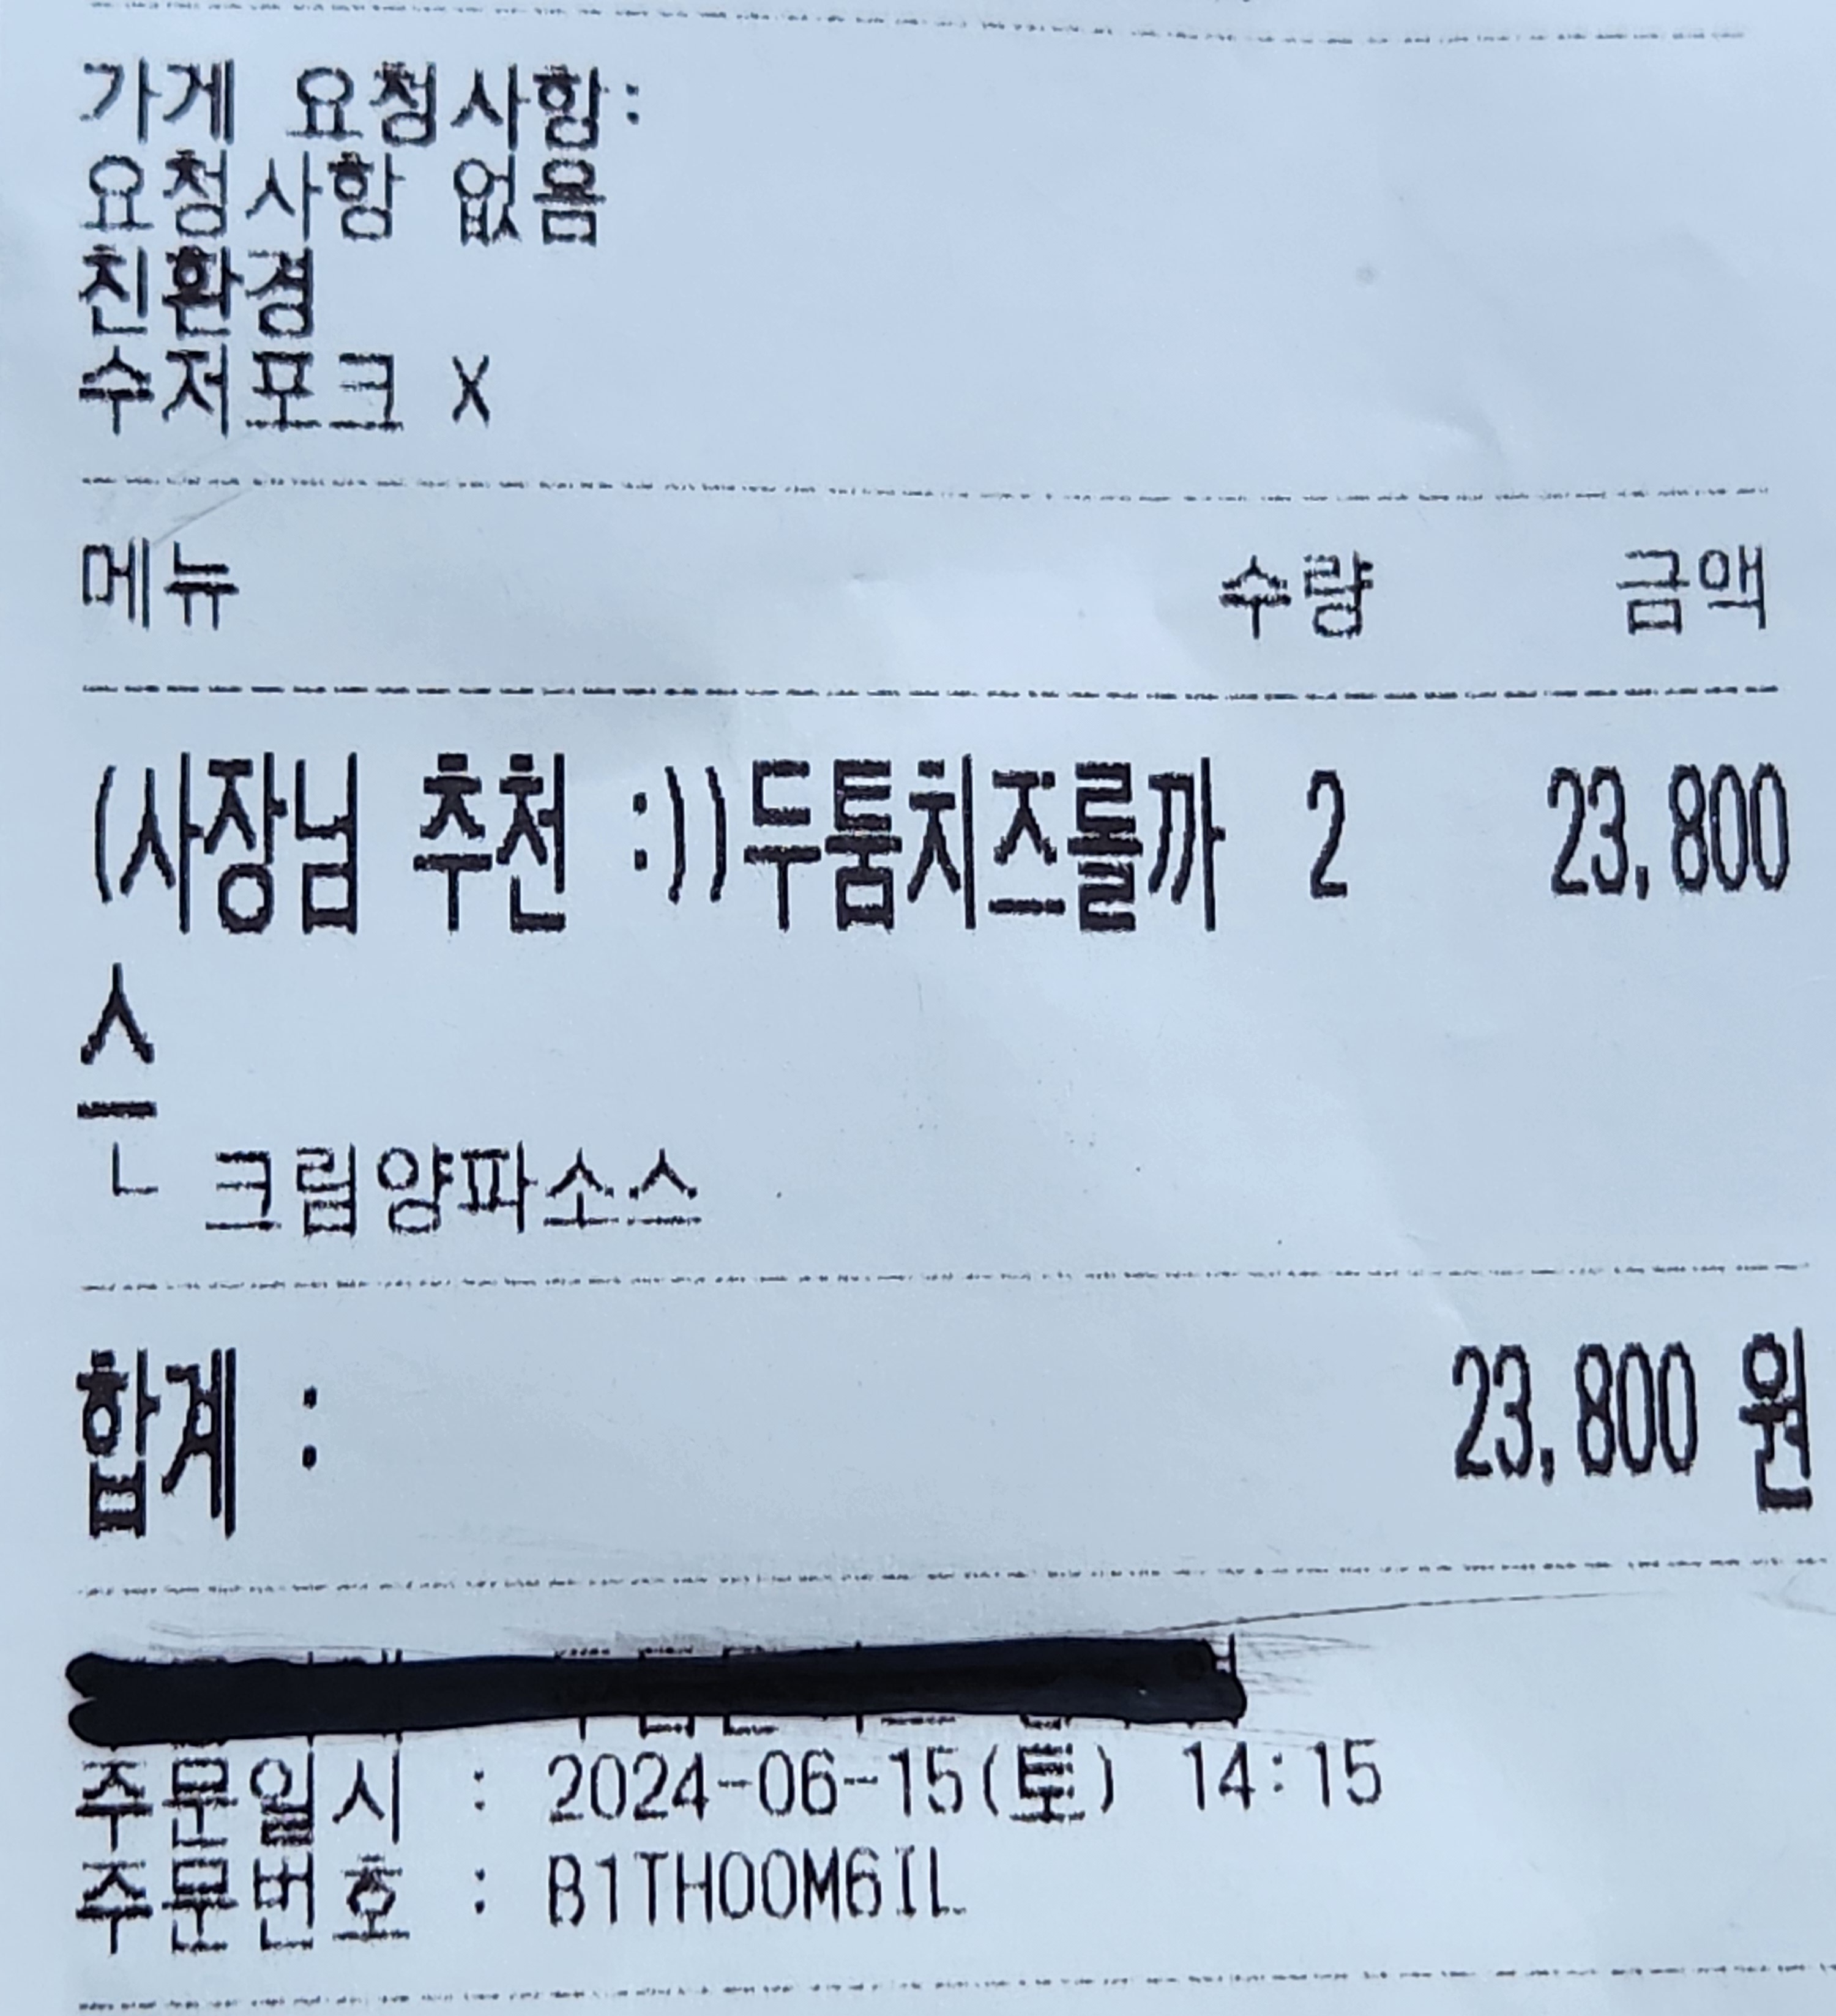 가게 요청사항:
요청사항 없음
친환경
수저포크 X
메뉴 수량 금액
(사장님 추천 :))두툼치즈롤까 2 23,800
스
ㄴ 크림양파소스
합계 : 23,800 원
주문일시 : 2024-06-15(토) 14:15
주문번호 : B1TH00M6IL